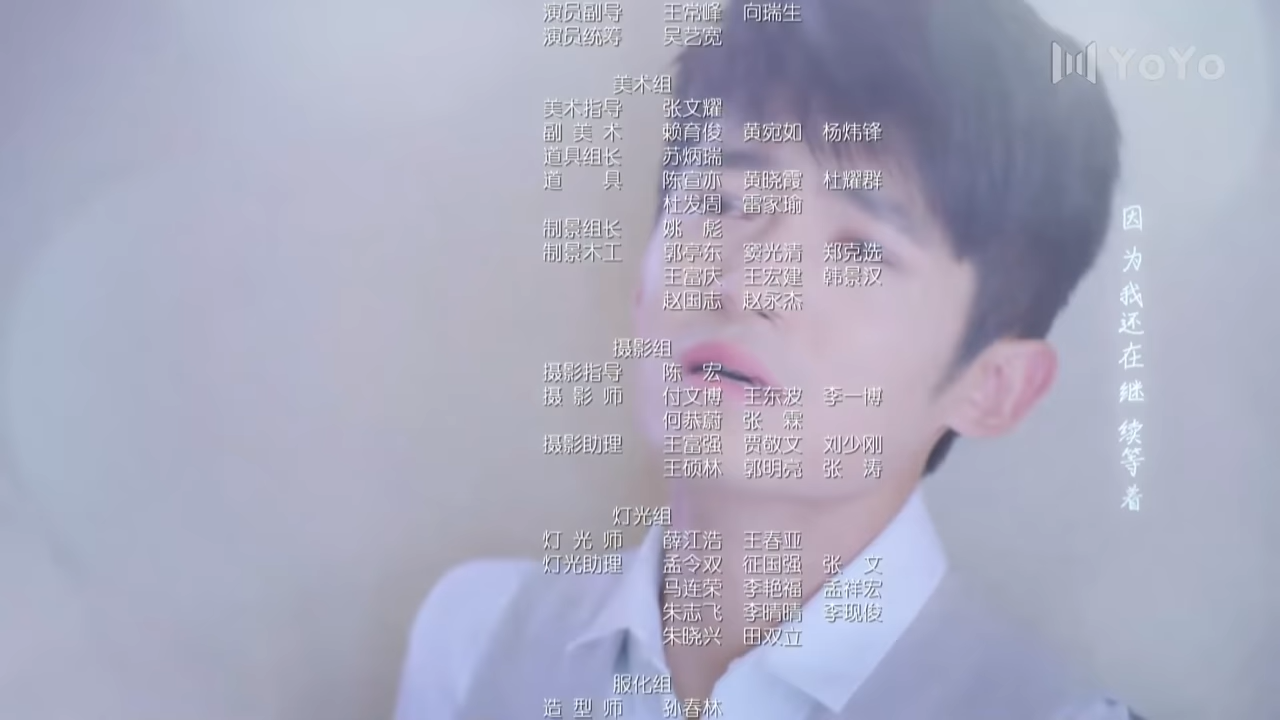 演员副导 王常峰 向瑞生
演员统筹 吴艺宽
美术组
美术指导 张文耀
副美术 赖育俊 黄宛如 杨炜锋
道具组长 苏炳瑞
道具 陈宣亦 黄晓霞 杜耀群
杜发周 雷家瑜
制景组长 姚彪
制景木工 郭亭东 窦光清 郑克选
王富庆 王宏建 韩景汉
赵国志 赵永杰
摄影组
摄影指导 陈宏
摄影师 付文博 王东波 李一博
何恭蔚 张霖
摄影助理 王富强 贾敬文 刘少刚
王硕林 郭明亮 张涛
灯光组
灯光师 薛江浩 王春亚
灯光助理 孟令双 征国强 张文
马连荣 李艳福 孟祥宏
朱志飞 李晴晴 李现俊
朱晓兴 田双立
服化组
造型师 孙春林
YoYo
因为我还在继续等着